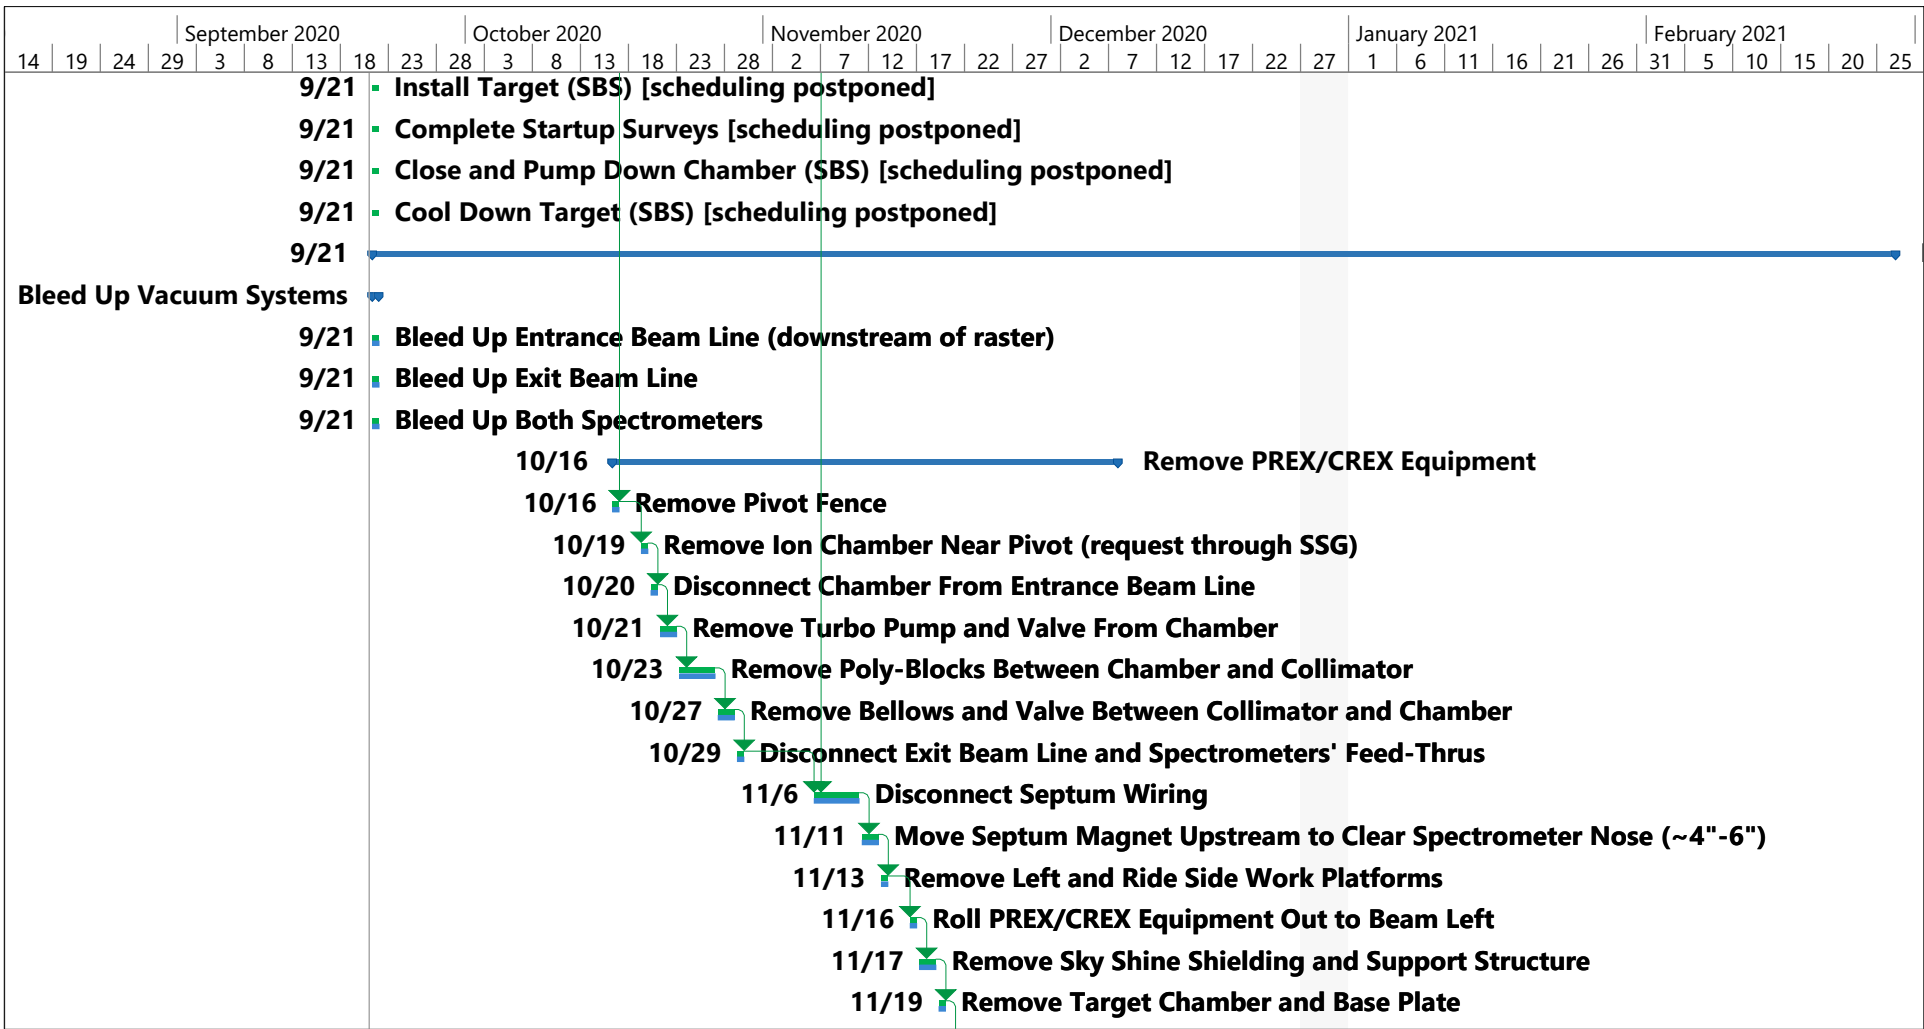 September 2020 October 2020 November 2020 December 2020 January 2021 February 2021
14 19 24 29 3 8 13 18 23 28 3 8 13 18 23 28 2 7 12 17 22 27 2 7 12 17 22 27 1 6 11 16 21 26 31 5 10 15 20 25
9/21 Install Target (SBS) [scheduling postponed]
9/21 Complete Startup Surveys [scheduling postponed]
9/21 Close and Pump Down Chamber (SBS) [scheduling postponed]
9/21 Cool Down Target (SBS) [scheduling postponed]
9/21
Bleed Up Vacuum Systems
9/21 Bleed Up Entrance Beam Line (downstream of raster)
9/21 Bleed Up Exit Beam Line
9/21 Bleed Up Both Spectrometers
10/16 Remove PREX/CREX Equipment
10/16 Remove Pivot Fence
10/19 Remove Ion Chamber Near Pivot (request through SSG)
10/20 Disconnect Chamber From Entrance Beam Line
10/21 Remove Turbo Pump and Valve From Chamber
10/23 Remove Poly-Blocks Between Chamber and Collimator
10/27 Remove Bellows and Valve Between Collimator and Chamber
10/29 Disconnect Exit Beam Line and Spectrometers' Feed-Thrus
11/6 Disconnect Septum Wiring
11/11 Move Septum Magnet Upstream to Clear Spectrometer Nose (~4"-6")
11/13 Remove Left and Ride Side Work Platforms
11/16 Roll PREX/CREX Equipment Out to Beam Left
11/17 Remove Sky Shine Shielding and Support Structure
11/19 Remove Target Chamber and Base Plate